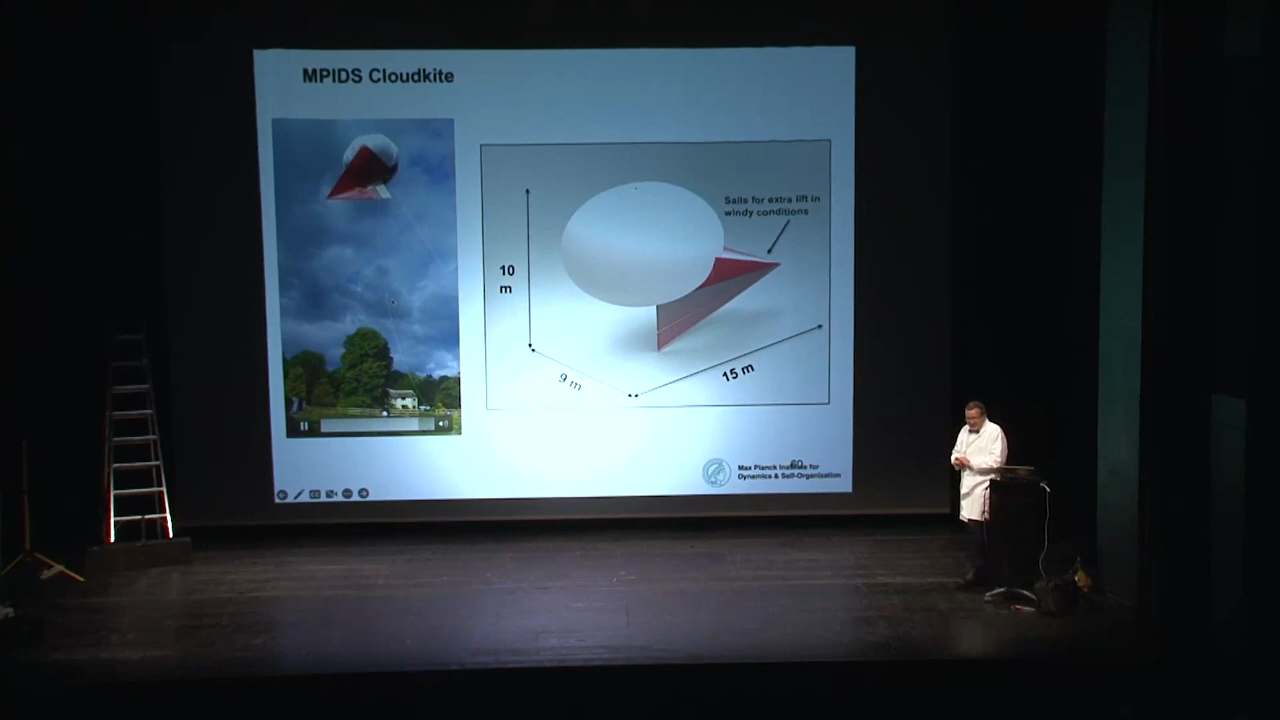 MPIDS Cloudkite
Sails for extra lift in
windy conditions
10
m
9 m
15 m
60
Max Planck Institute for
Dynamics & Self-Organization